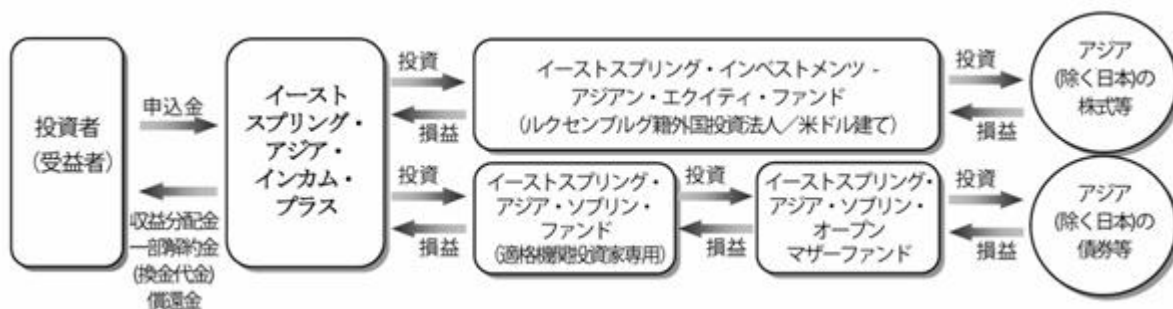 投資者
(受益者)
申込金
収益分配金
一部解約金
(換金代金)
償還金
イースト
スプリング・
アジア・
インカム・
プラス
投資
損益
イーストスプリング・インベストメンツ -
アジアン・エクイティ・ファンド
(ルクセンブルグ籍外国投資法人/米ドル建て)
投資
損益
アジア
(除く日本)の
株式等
投資
損益
イーストスプリング・
アジア・ソブリン・
ファンド
(適格機関投資家専用)
投資
損益
イーストスプリング・
アジア・ソブリン・
オープン
マザーファンド
投資
損益
アジア
(除く日本)の
債券等